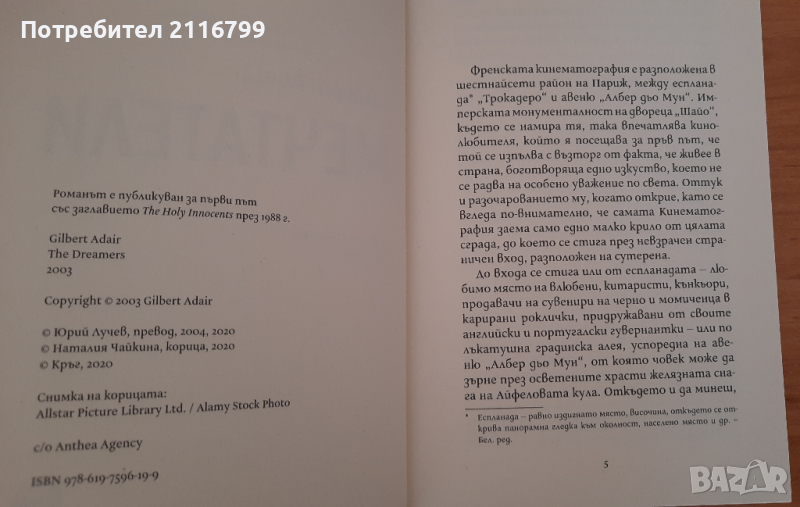 Потребител 2116799
Романът е публикуван за първи път
със заглавието The Holy Innocents през 1988 г.
Gilbert Adair
The Dreamers
2003
Copyright © 2003 Gilbert Adair
© Юрий Лучев, превод, 2004, 2020
© Наталия Чайкина, корица, 2020
© Кръг, 2020
Снимка на корицата:
Allstar Picture Library Ltd. / Alamy Stock Photo
c/o Anthea Agency
ISBN 978-619-7596-19-9
Френската кинематография е разположена в
шестнайсети район на Париж, между еспланада
да* „Трокадеро“ и авеню „Албер дьо Мун“. Им-
перската монументалност на двореца „Шайо“,
където се намира тя, така впечатлява кино-
любителя, който я посещава за пръв път, че
той се изпълва с възторг от факта, че живее в
страна, боготворяща едно изкуство, което не
се радва на особено уважение по света. Оттук
и разочарованието му, когато открие, като се
вгледа по-внимателно, че самата Кинематог-
рафия заема само едно малко крило от цялата
сграда, до което се стига през невзрачен стра-
ничен вход, разположен на сутерена.
До входа се стига или от еспланадата – лю-
бимо място на влюбени, китаристи, кънкьори,
продавачи на сувенири на черно и момиченца в
карирани роклички, придружавани от своите
английски и португалски гувернантки – или по
лъкатушна градинска алея, успоредна на аве-
ню „Албер дьо Мун“, от която човек може да
зърне през осветените храсти желязната сна-
га на Айфеловата кула. Откъдето и да минеш,
* Еспланада – равно издигнато място, височина, откъдето се от-
крива панорамна гледка към околност, населено място и др. –
Бел. ред.
5
BAZAR